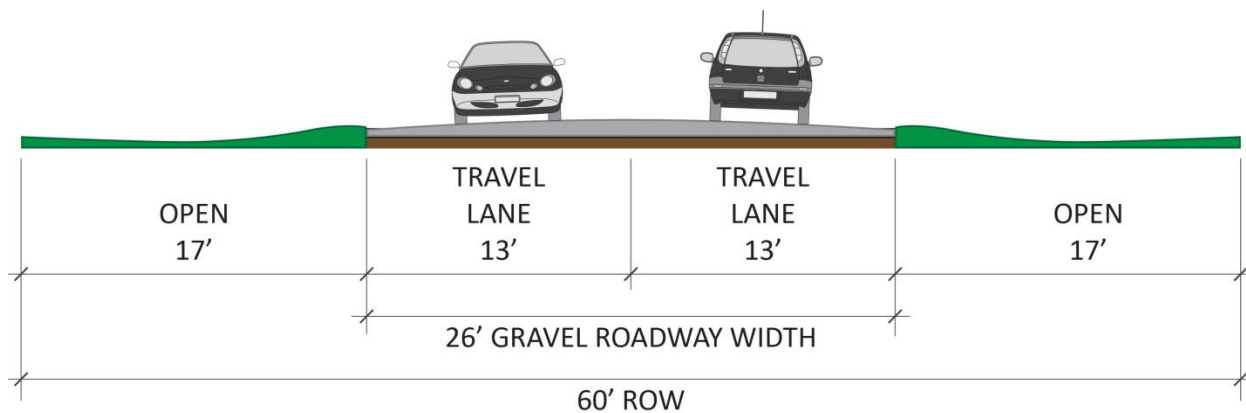 OPEN
17’
TRAVEL
LANE
13’
TRAVEL
LANE
13’
OPEN
17’
26’ GRAVEL ROADWAY WIDTH
60’ ROW